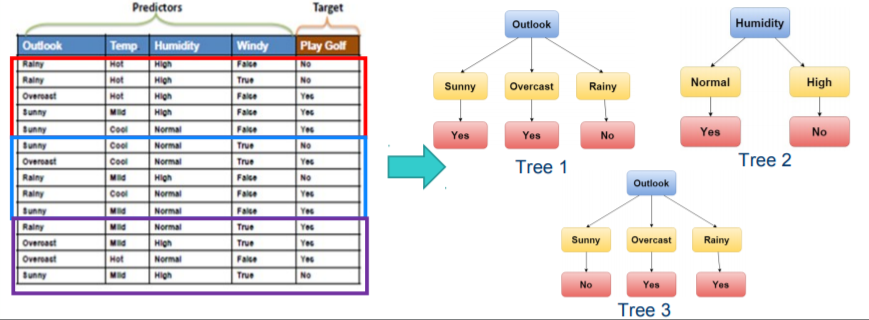 Predictors Target
Outlook Temp Humidity Windy Play Golf
Rainy Hot High False No
Rainy Hot High True No
Overcast Hot High False Yes
Sunny Mild High False Yes
Sunny Cool Normal False Yes
Sunny Cool Normal True No
Overcast Cool Normal True Yes
Rainy Mild High False No
Rainy Cool Normal False Yes
Sunny Mild Normal False Yes
Rainy Mild Normal True Yes
Overcast Mild High True Yes
Overcast Hot Normal False Yes
Sunny Mild High True No
Outlook
Sunny Overcast Rainy
Yes Yes No
Tree 1
Humidity
Normal High
Yes No
Tree 2
Outlook
Sunny Overcast Rainy
No Yes Yes
Tree 3